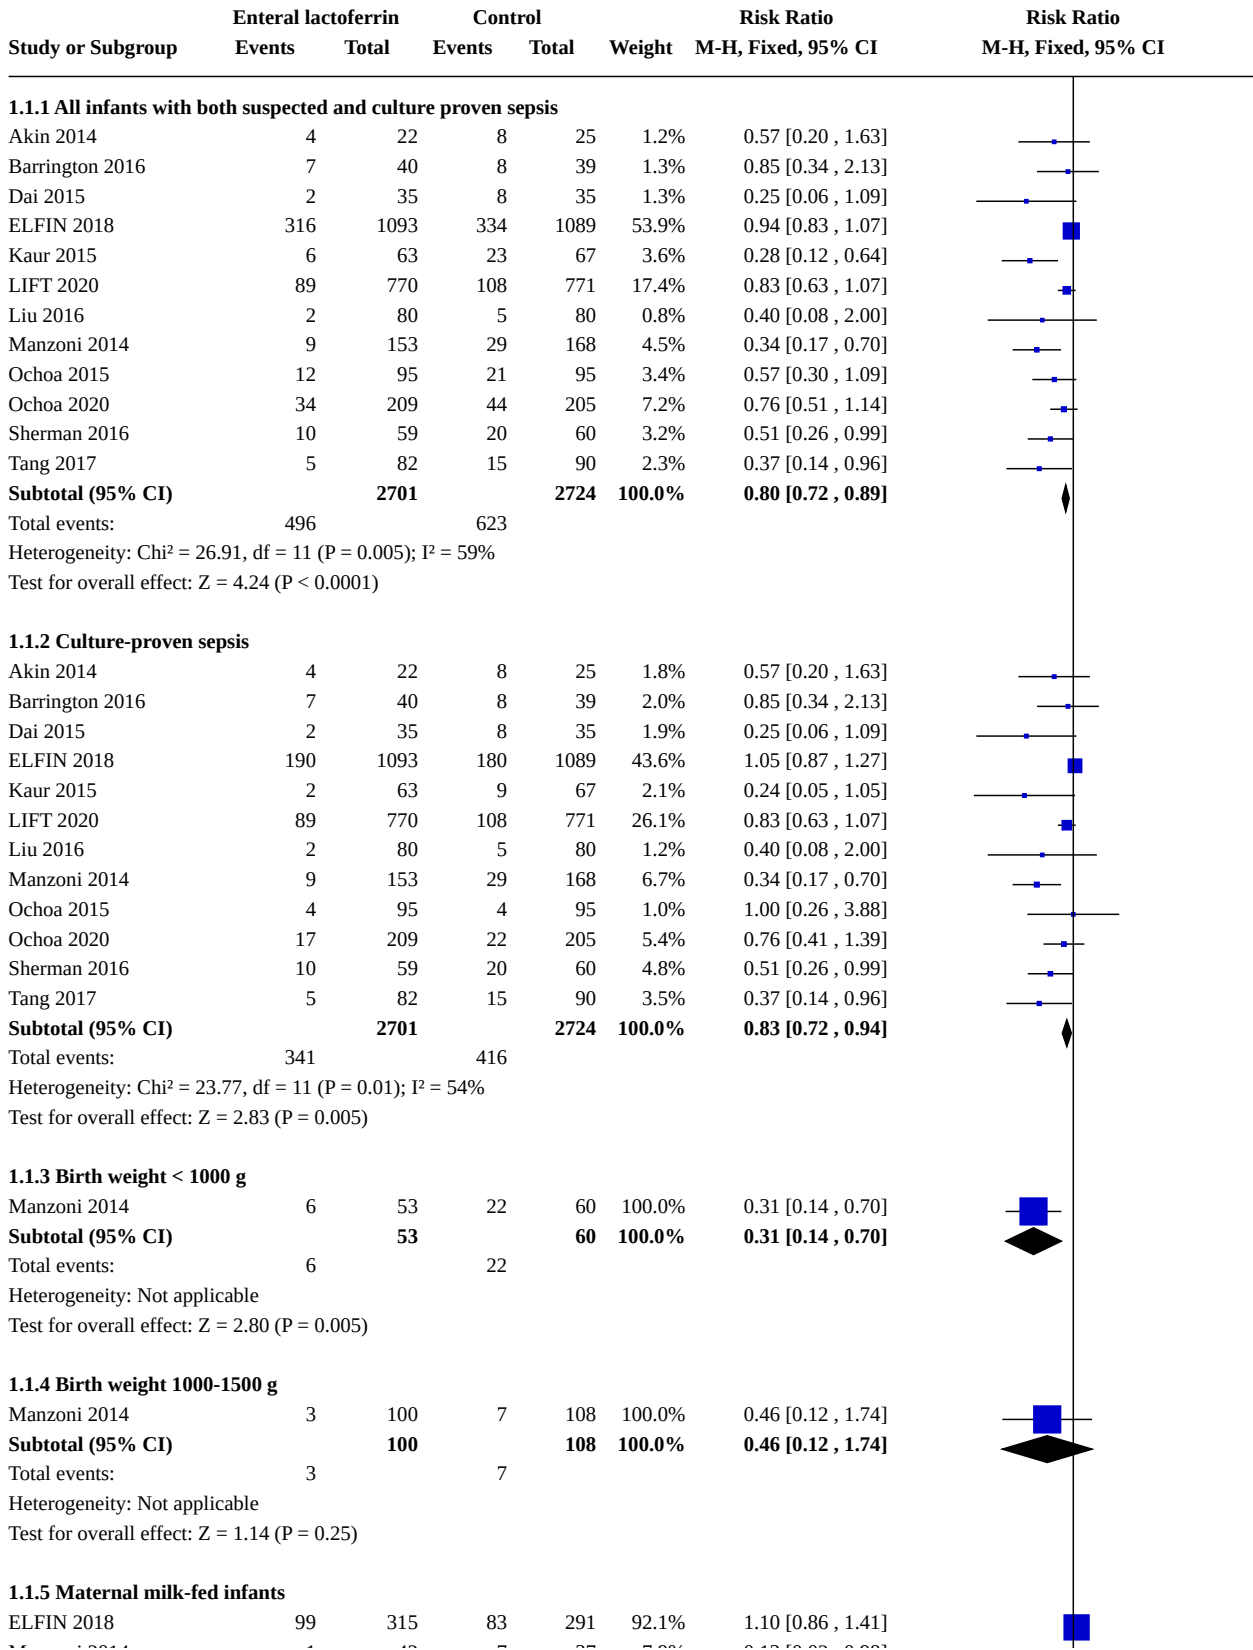 Enteral lactoferrin Control Risk Ratio Risk Ratio
Study or Subgroup Events Total Events Total Weight M-H, Fixed, 95% CI M-H, Fixed, 95% CI
1.1.1 All infants with both suspected and culture proven sepsis
Akin 2014 4 22 8 25 1.2% 0.57 [0.20 , 1.63]
Barrington 2016 7 40 8 39 1.3% 0.85 [0.34 , 2.13]
Dai 2015 2 35 8 35 1.3% 0.25 [0.06 , 1.09]
ELFIN 2018 316 1093 334 1089 53.9% 0.94 [0.83 , 1.07]
Kaur 2015 6 63 23 67 3.6% 0.28 [0.12 , 0.64]
LIFT 2020 89 770 108 771 17.4% 0.83 [0.63 , 1.07]
Liu 2016 2 80 5 80 0.8% 0.40 [0.08 , 2.00]
Manzoni 2014 9 153 29 168 4.5% 0.34 [0.17 , 0.70]
Ochoa 2015 12 95 21 95 3.4% 0.57 [0.30 , 1.09]
Ochoa 2020 34 209 44 205 7.2% 0.76 [0.51 , 1.14]
Sherman 2016 10 59 20 60 3.2% 0.51 [0.26 , 0.99]
Tang 2017 5 82 15 90 2.3% 0.37 [0.14 , 0.96]
Subtotal (95% CI) 2701 2724 100.0% 0.80 [0.72 , 0.89]
Total events: 496 623
Heterogeneity: Chi² = 26.91, df = 11 (P = 0.005); I² = 59%
Test for overall effect: Z = 4.24 (P < 0.0001)
1.1.2 Culture-proven sepsis
Akin 2014 4 22 8 25 1.8% 0.57 [0.20 , 1.63]
Barrington 2016 7 40 8 39 2.0% 0.85 [0.34 , 2.13]
Dai 2015 2 35 8 35 1.9% 0.25 [0.06 , 1.09]
ELFIN 2018 190 1093 180 1089 43.6% 1.05 [0.87 , 1.27]
Kaur 2015 2 63 9 67 2.1% 0.24 [0.05 , 1.05]
LIFT 2020 89 770 108 771 26.1% 0.83 [0.63 , 1.07]
Liu 2016 2 80 5 80 1.2% 0.40 [0.08 , 2.00]
Manzoni 2014 9 153 29 168 6.7% 0.34 [0.17 , 0.70]
Ochoa 2015 4 95 4 95 1.0% 1.00 [0.26 , 3.88]
Ochoa 2020 17 209 22 205 5.4% 0.76 [0.41 , 1.39]
Sherman 2016 10 59 20 60 4.8% 0.51 [0.26 , 0.99]
Tang 2017 5 82 15 90 3.5% 0.37 [0.14 , 0.96]
Subtotal (95% CI) 2701 2724 100.0% 0.83 [0.72 , 0.94]
Total events: 341 416
Heterogeneity: Chi² = 23.77, df = 11 (P = 0.01); I² = 54%
Test for overall effect: Z = 2.83 (P = 0.005)
1.1.3 Birth weight < 1000 g
Manzoni 2014 6 53 22 60 100.0% 0.31 [0.14 , 0.70]
Subtotal (95% CI) 53 60 100.0% 0.31 [0.14 , 0.70]
Total events: 6 22
Heterogeneity: Not applicable
Test for overall effect: Z = 2.80 (P = 0.005)
1.1.4 Birth weight 1000-1500 g
Manzoni 2014 3 100 7 108 100.0% 0.46 [0.12 , 1.74]
Subtotal (95% CI) 100 108 100.0% 0.46 [0.12 , 1.74]
Total events: 3 7
Heterogeneity: Not applicable
Test for overall effect: Z = 1.14 (P = 0.25)
1.1.5 Maternal milk-fed infants
ELFIN 2018 99 315 83 291 92.1% 1.10 [0.86 , 1.41]